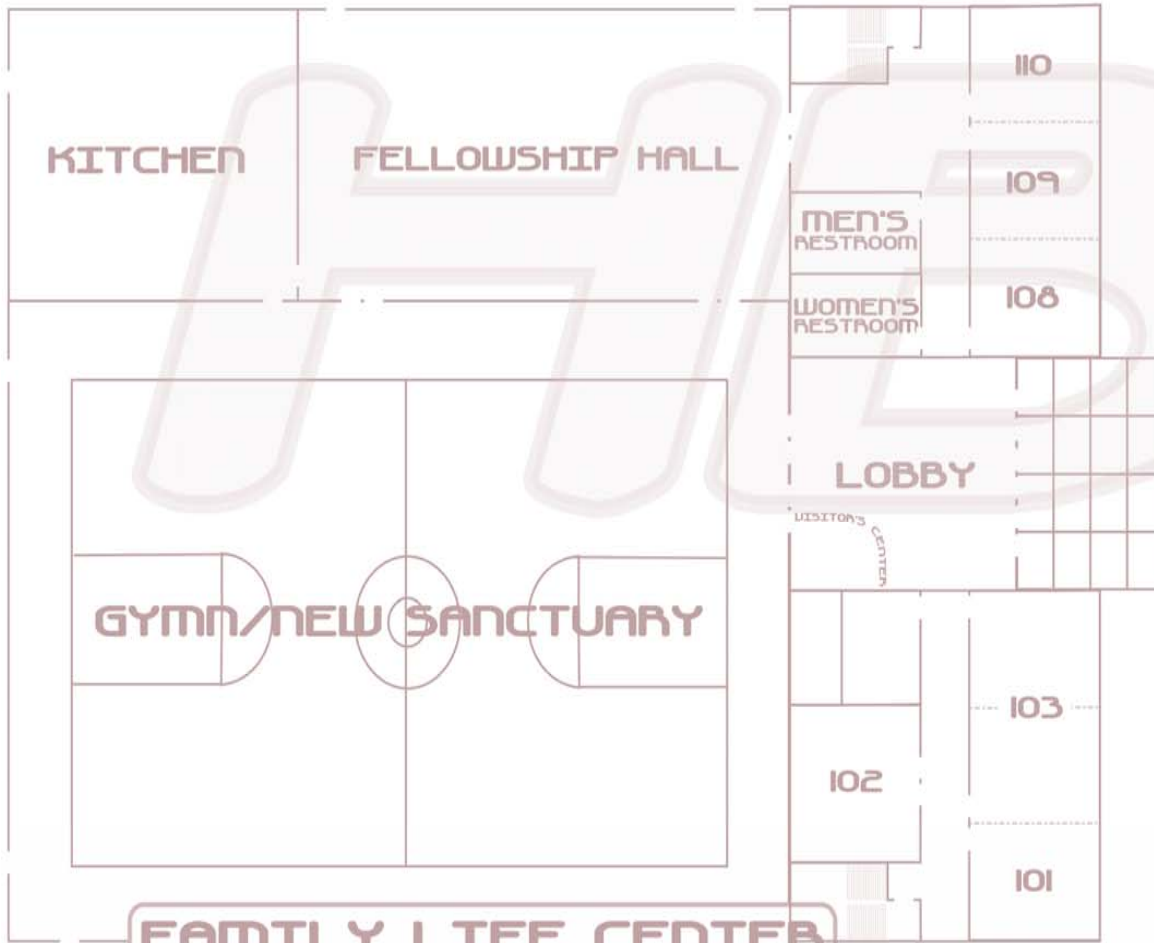 110
KITCHEN
FELLOWSHIP HALL
109
MEN'S
RESTROOM
108
WOMEN'S
RESTROOM
LOBBY
VISITOR'S CENTER
GYMN/NEW SANCTUARY
103
102
101
FAMILY LIFE CENTER
HB